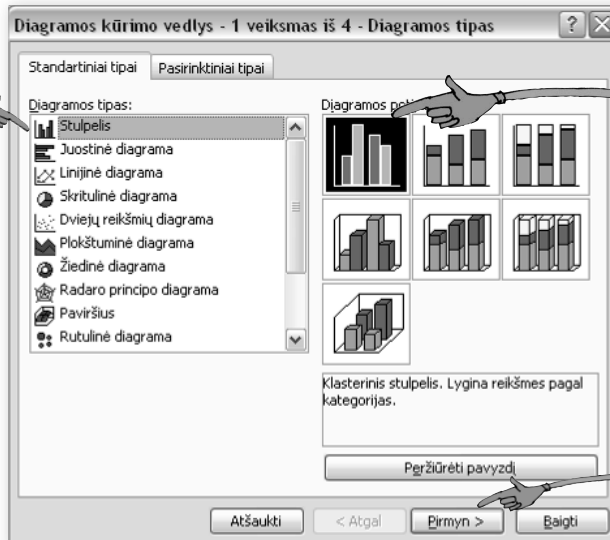 Diagramos kūrimo vedlys - 1 veiksmas iš 4 - Diagramos tipas
Standartiniai tipai
Pasirinktiniai tipai
Diagramos tipas:
Stulpelis
Juostinė diagrama
Linijinė diagrama
Skritulinė diagrama
Dviejų reikšmių diagrama
Plokštuminė diagrama
Žiedinė diagrama
Radaro principo diagrama
Paviršius
Rutulinė diagrama
Diagramos
Klasterinis stulpelis. Lygina reikšmes pagal
kategorijas.
Peržiūrėti pavyzdį
Atšaukti
< Atgal
Pirmyn >
Baigti